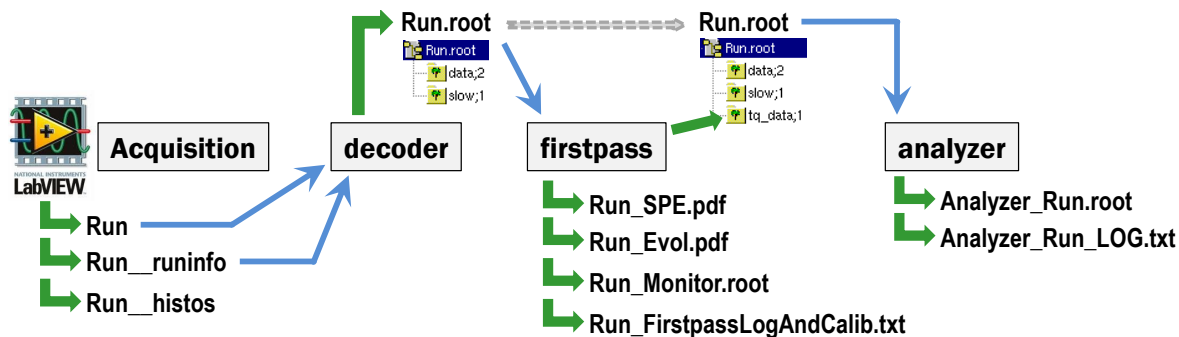 Run.root
Run.root
data;2
slow;1
Run.root
Run.root
data;2
slow;1
tq_data;1
NATIONAL INSTRUMENTS
LabVIEW
Acquisition
decoder
firstpass
analyzer
Run
Run__runinfo
Run__histos
Run_SPE.pdf
Run_Evol.pdf
Run_Monitor.root
Run_FirstpassLogAndCalib.txt
Analyzer_Run.root
Analyzer_Run_LOG.txt